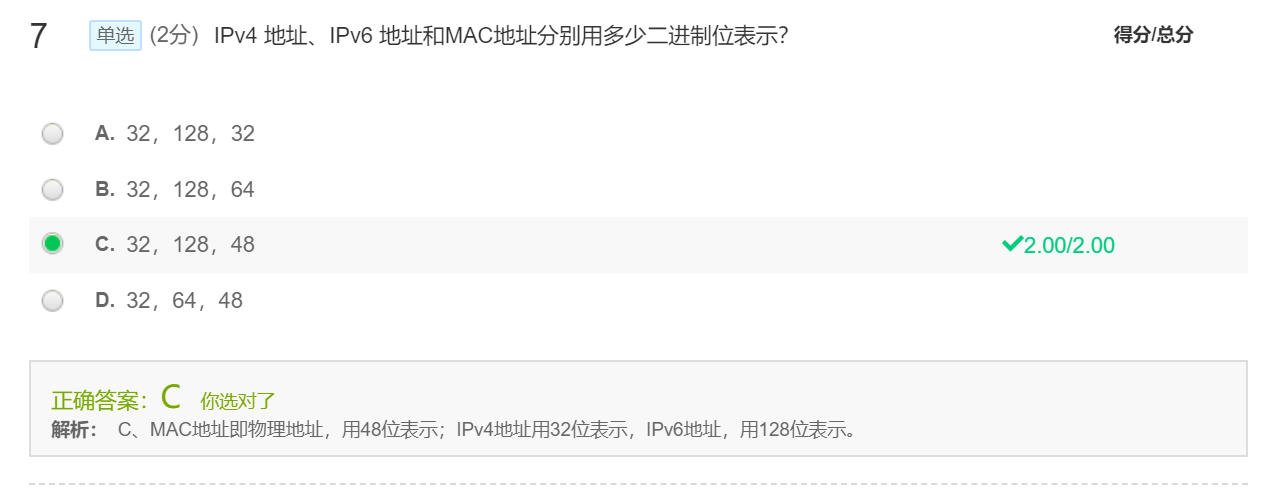 7 单选 (2分) IPv4 地址、IPv6 地址和MAC地址分别用多少二进制位表示? 得分/总分
A. 32，128，32
B. 32，128，64
C. 32，128，48 2.00/2.00
D. 32，64，48
正确答案：C 你选对了
解析： C、MAC地址即物理地址，用48位表示；IPv4地址用32位表示，IPv6地址，用128位表示。